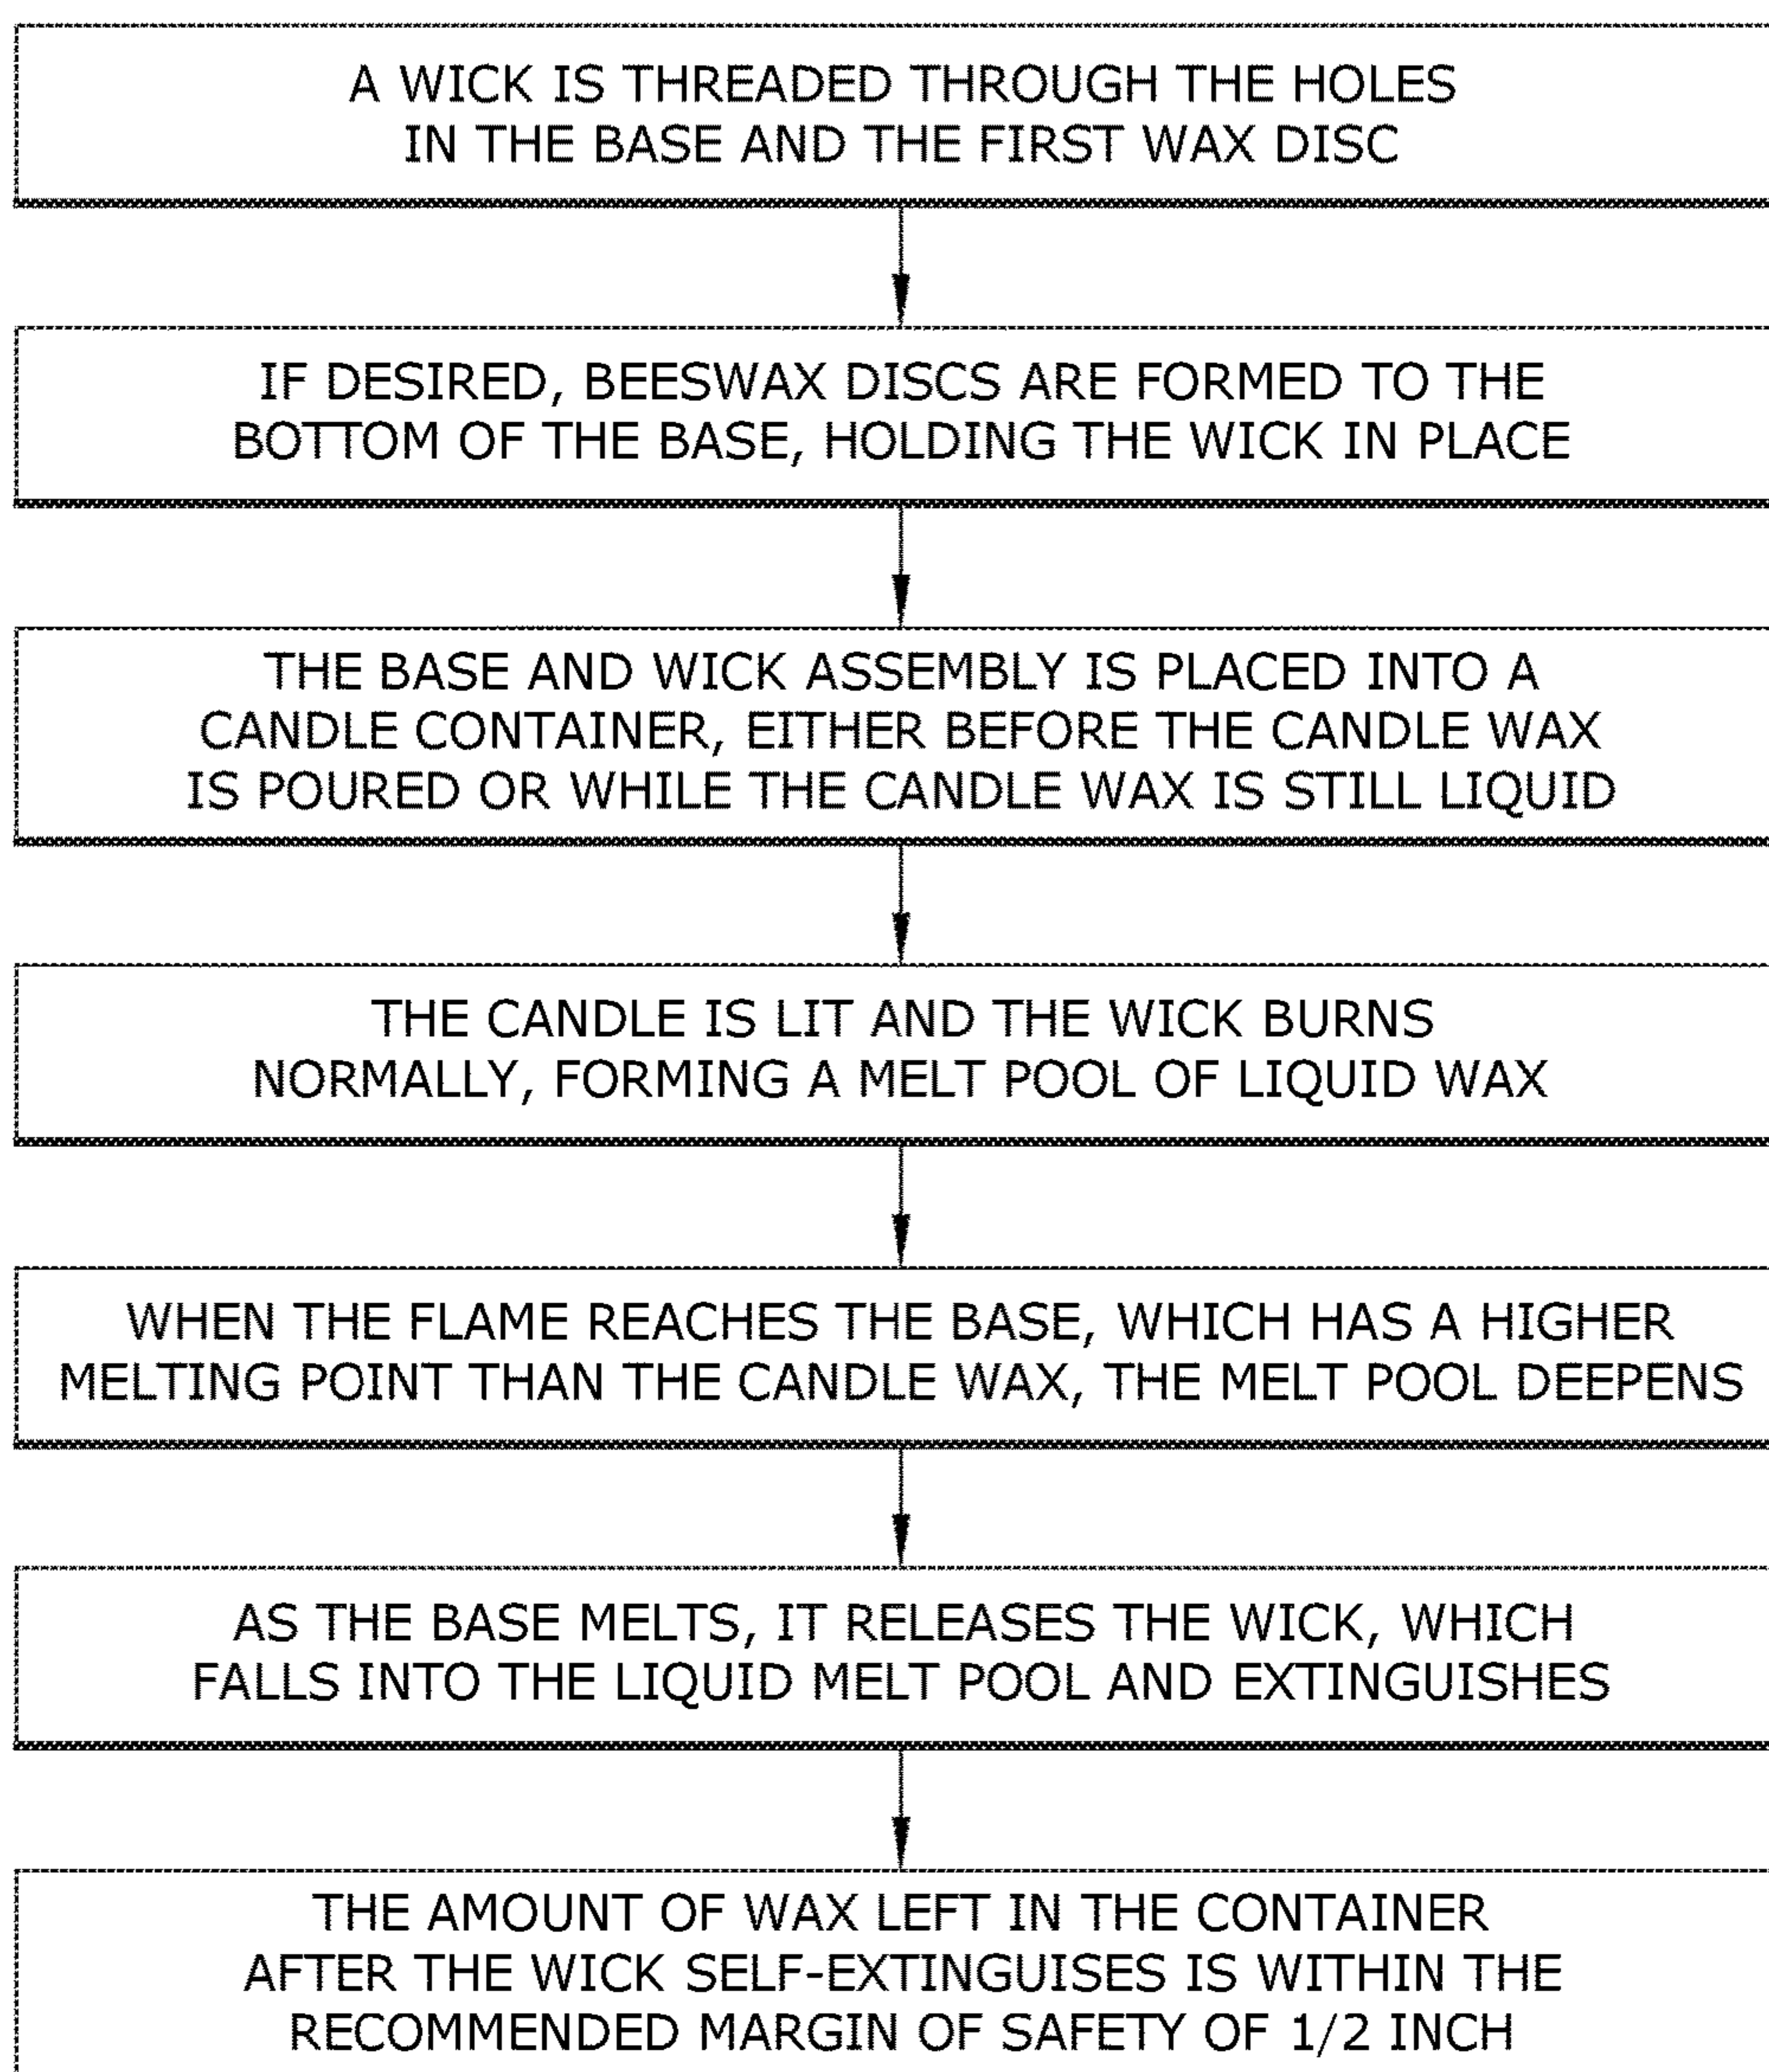 A WICK IS THREADED THROUGH THE HOLES
IN THE BASE AND THE FIRST WAX DISC
IF DESIRED, BEESWAX DISCS ARE FORMED TO THE
BOTTOM OF THE BASE, HOLDING THE WICK IN PLACE
THE BASE AND WICK ASSEMBLY IS PLACED INTO A
CANDLE CONTAINER, EITHER BEFORE THE CANDLE WAX
IS POURED OR WHILE THE CANDLE WAX IS STILL LIQUID
THE CANDLE IS LIT AND THE WICK BURNS
NORMALLY, FORMING A MELT POOL OF LIQUID WAX
WHEN THE FLAME REACHES THE BASE, WHICH HAS A HIGHER
MELTING POINT THAN THE CANDLE WAX, THE MELT POOL DEEPENS
AS THE BASE MELTS, IT RELEASES THE WICK, WHICH
FALLS INTO THE LIQUID MELT POOL AND EXTINGUISHES
THE AMOUNT OF WAX LEFT IN THE CONTAINER
AFTER THE WICK SELF-EXTINGUISES IS WITHIN THE
RECOMMENDED MARGIN OF SAFETY OF 1/2 INCH